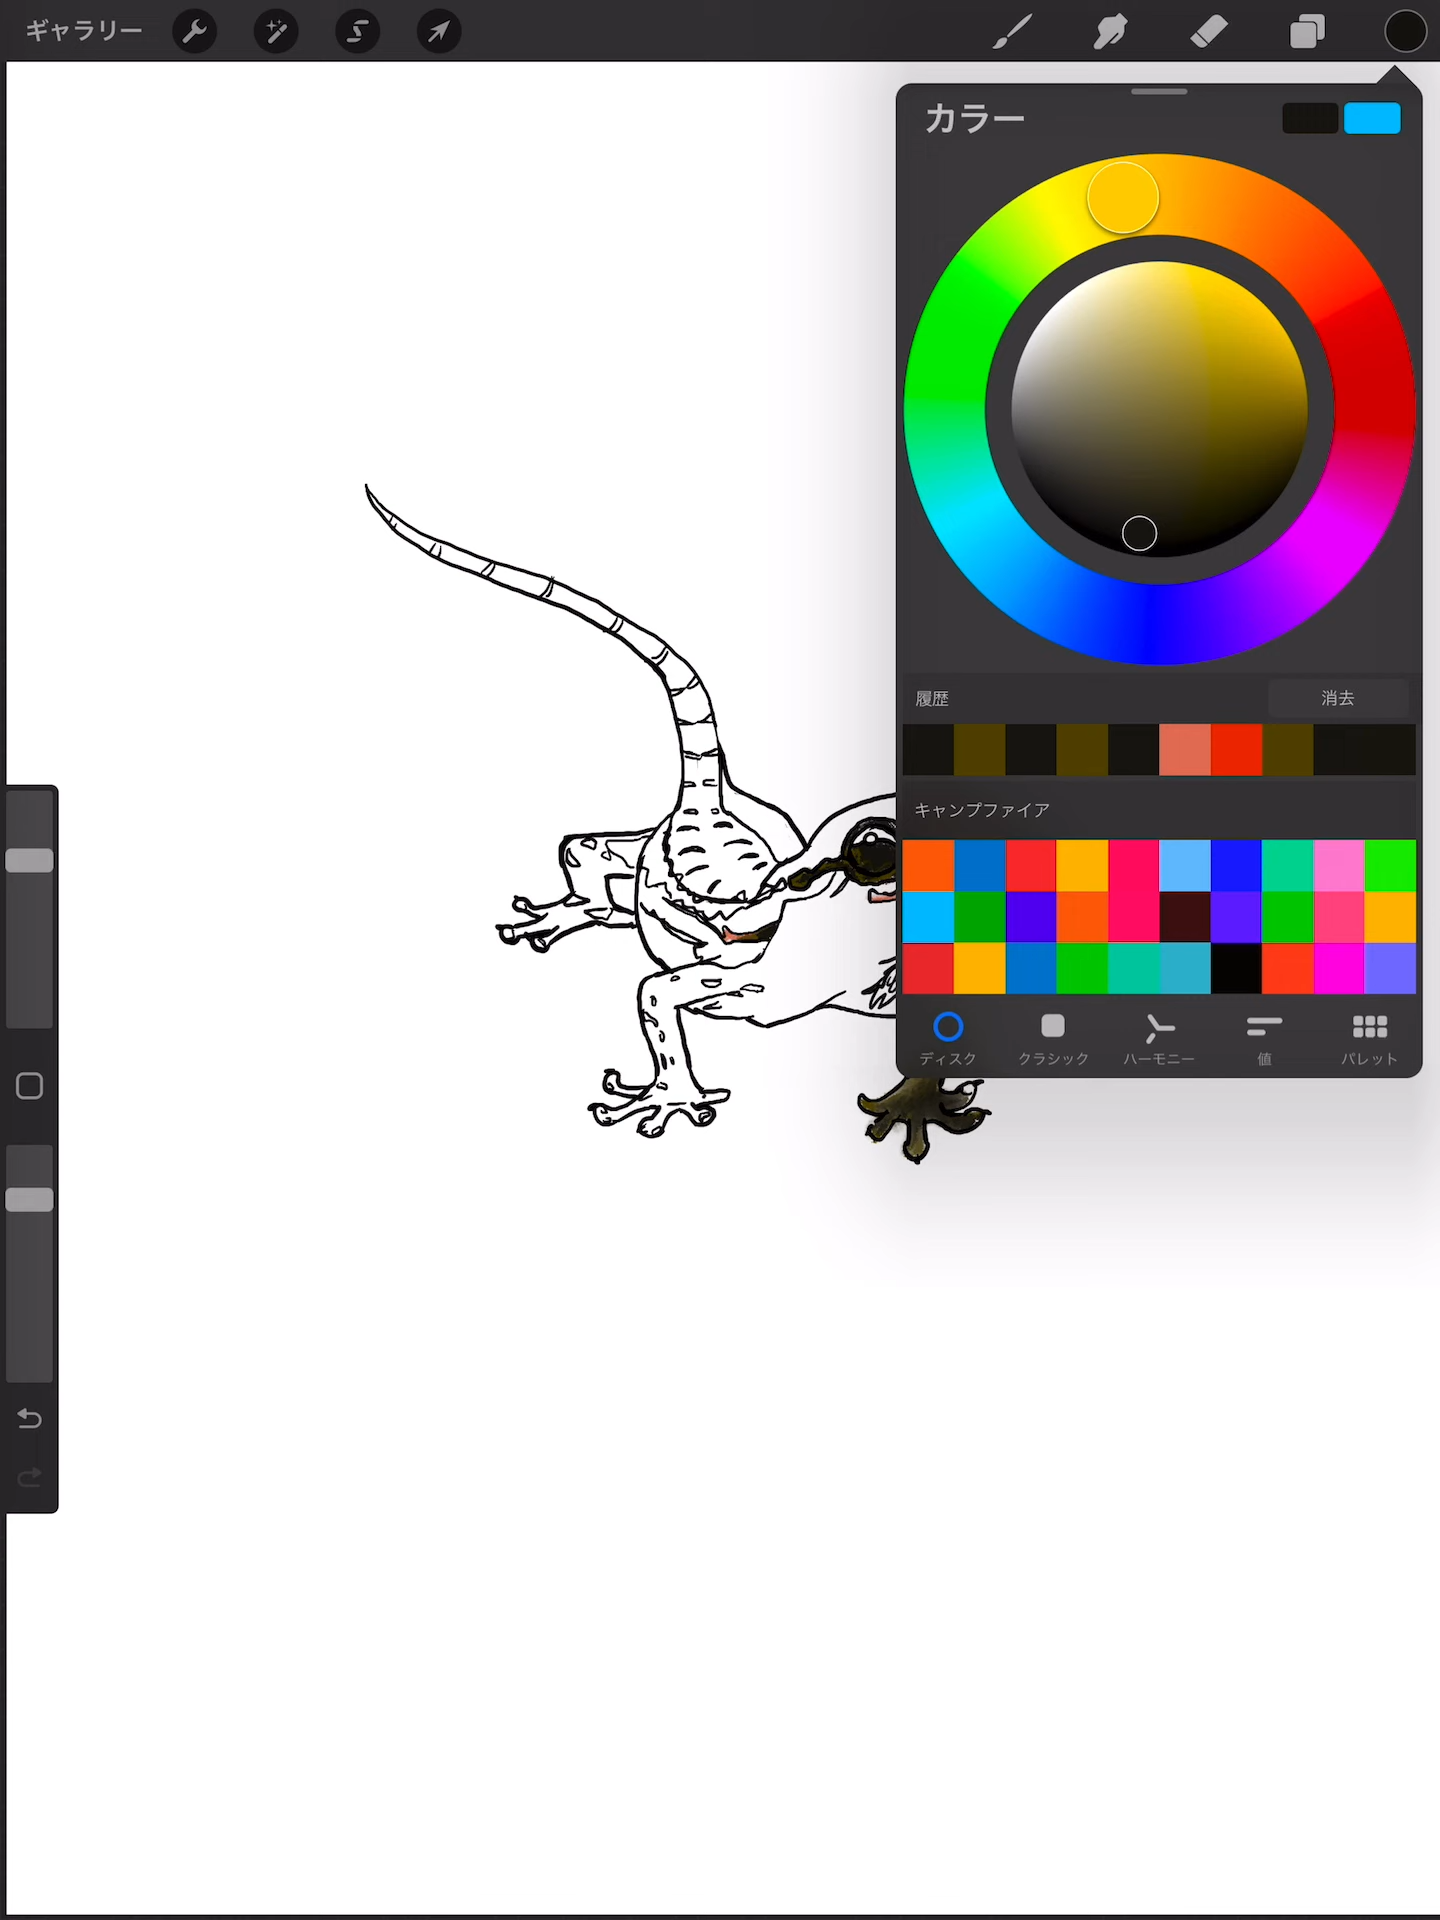 ギャラリー
カラー
履歴
消去
キャンプファイア
ディスク
クラシック
ハーモニー
値
パレット